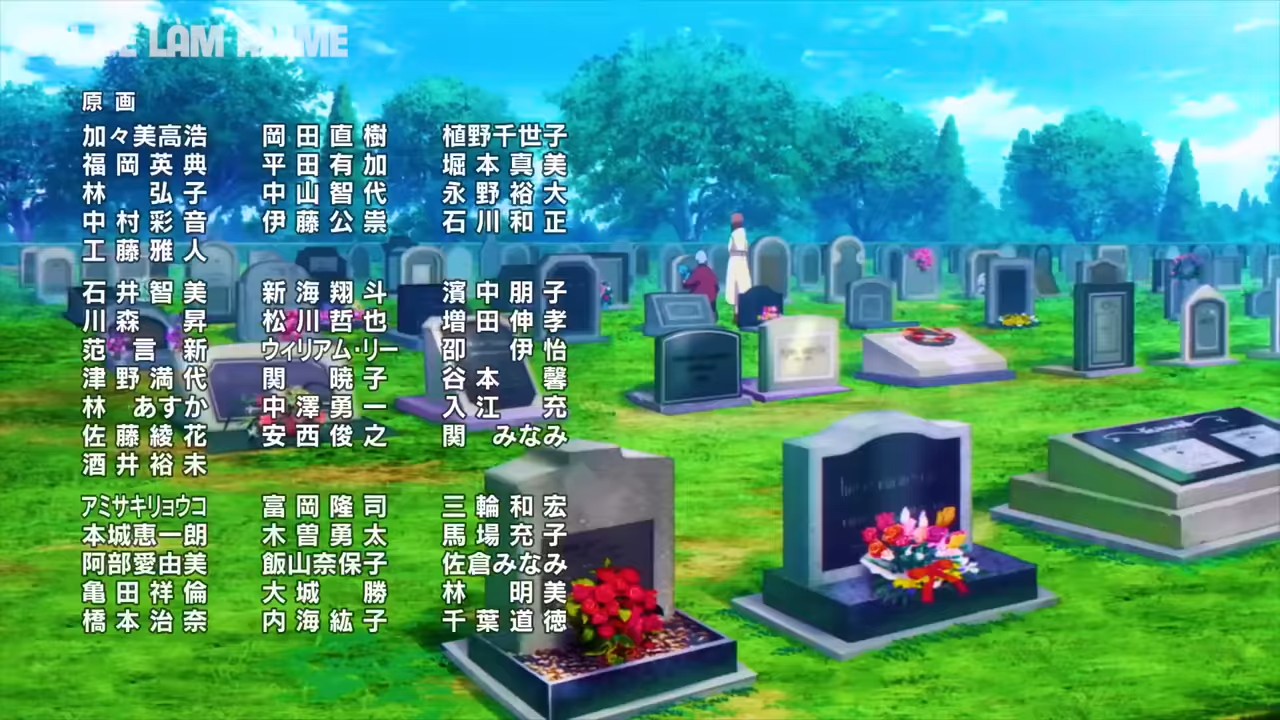 LAM
原画
加々美高浩 岡田直樹 植野千世子
福岡英典 平田有加 堀本真美
林 弘子 中山智代 永野裕大
中村彩音 伊藤公崇 石川和正
工藤雅人
石井智美 新海翔斗 濱中朋子
川森 昇 松川哲也 増田伸孝
范 言新 ウィリアム・リー 卲 伊怡
津野満代 関 暁子 谷本 馨
林 あすか 中澤勇一 入江 充
佐藤綾花 安西俊之 関 みなみ
酒井裕未
アミサキリョウコ 富岡隆司 三輪和宏
本城恵一朗 木曽勇太 馬場充子
阿部愛由美 飯山奈保子 佐倉みなみ
亀田祥倫 大城 勝 林 明美
橋本治奈 内海紘子 千葉道徳